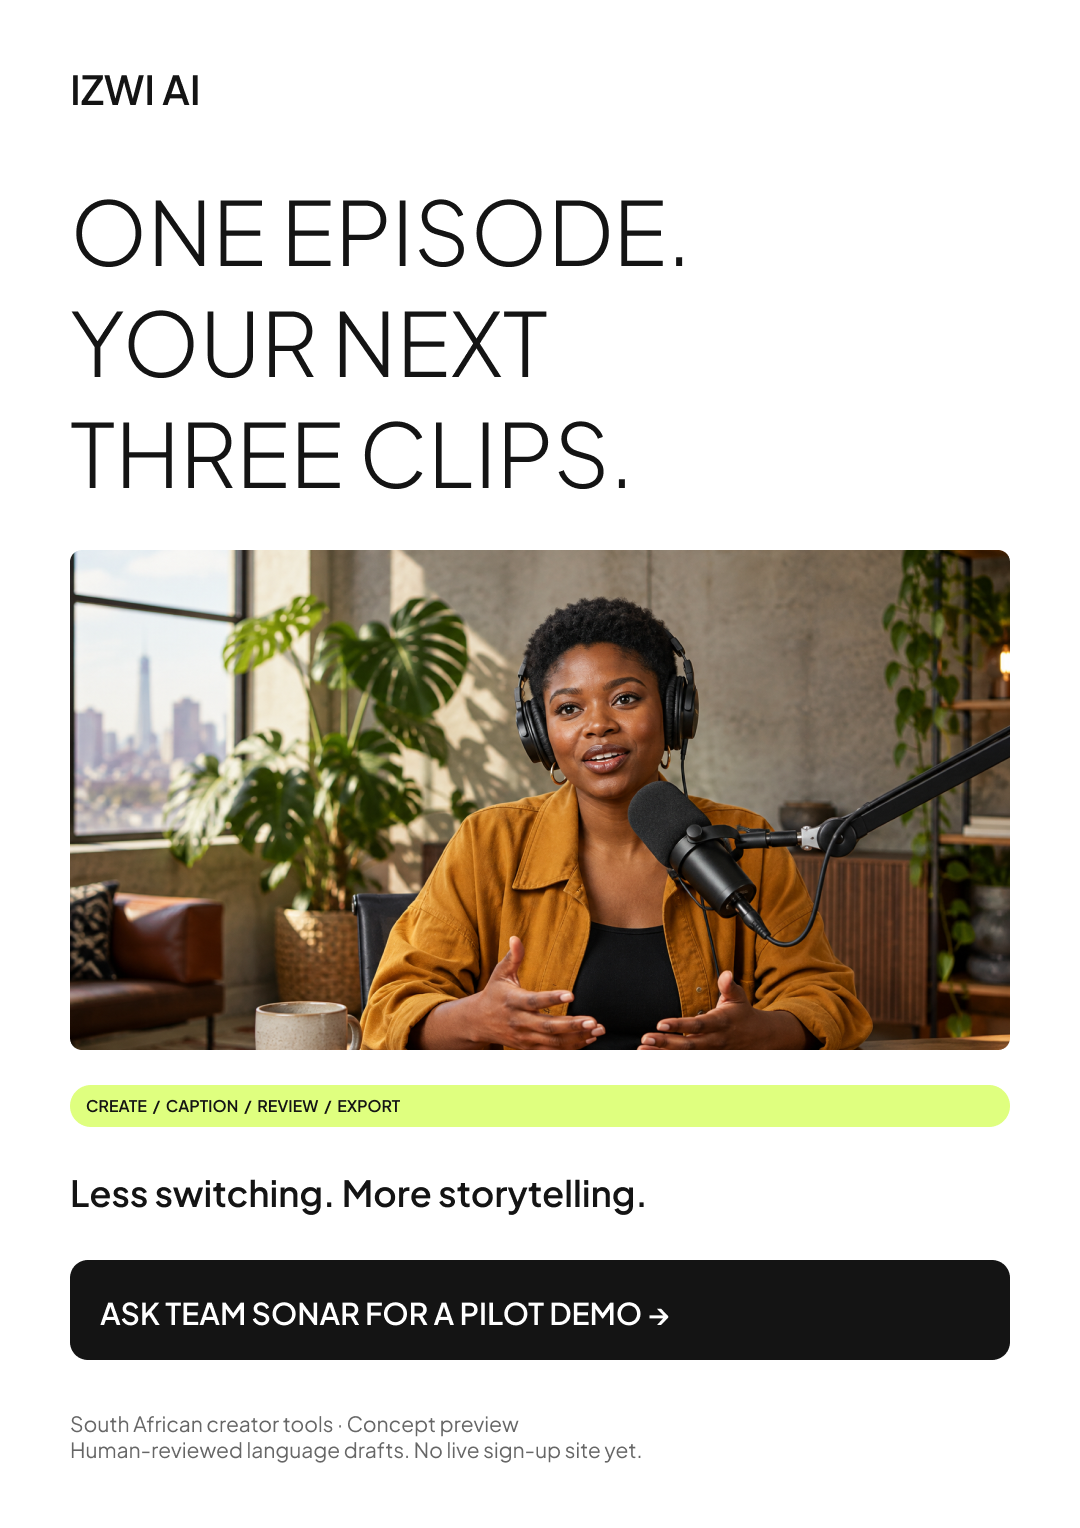 IZWI AI
ONE EPISODE.
YOUR NEXT
THREE CLIPS.
CREATE / CAPTION / REVIEW / EXPORT
Less switching. More storytelling.
ASK TEAM SONAR FOR A PILOT DEMO →
South African creator tools · Concept preview
Human-reviewed language drafts. No live sign-up site yet.